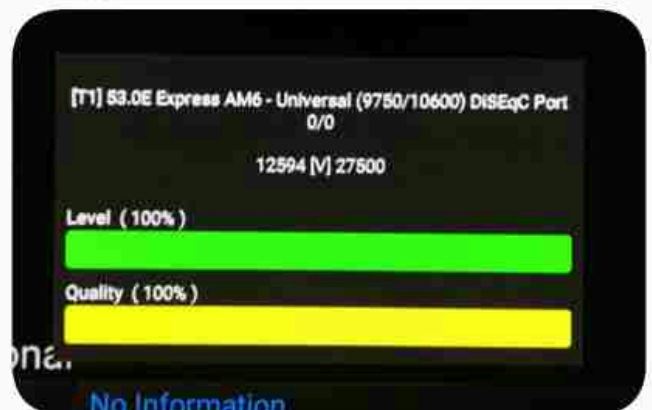 [T1] 53.0E Express AM6 - Universal (9750/10600) DiSEqC Port
0/0
12594 [V] 27500
Level ( 100% )
Quality ( 100% )
No Information